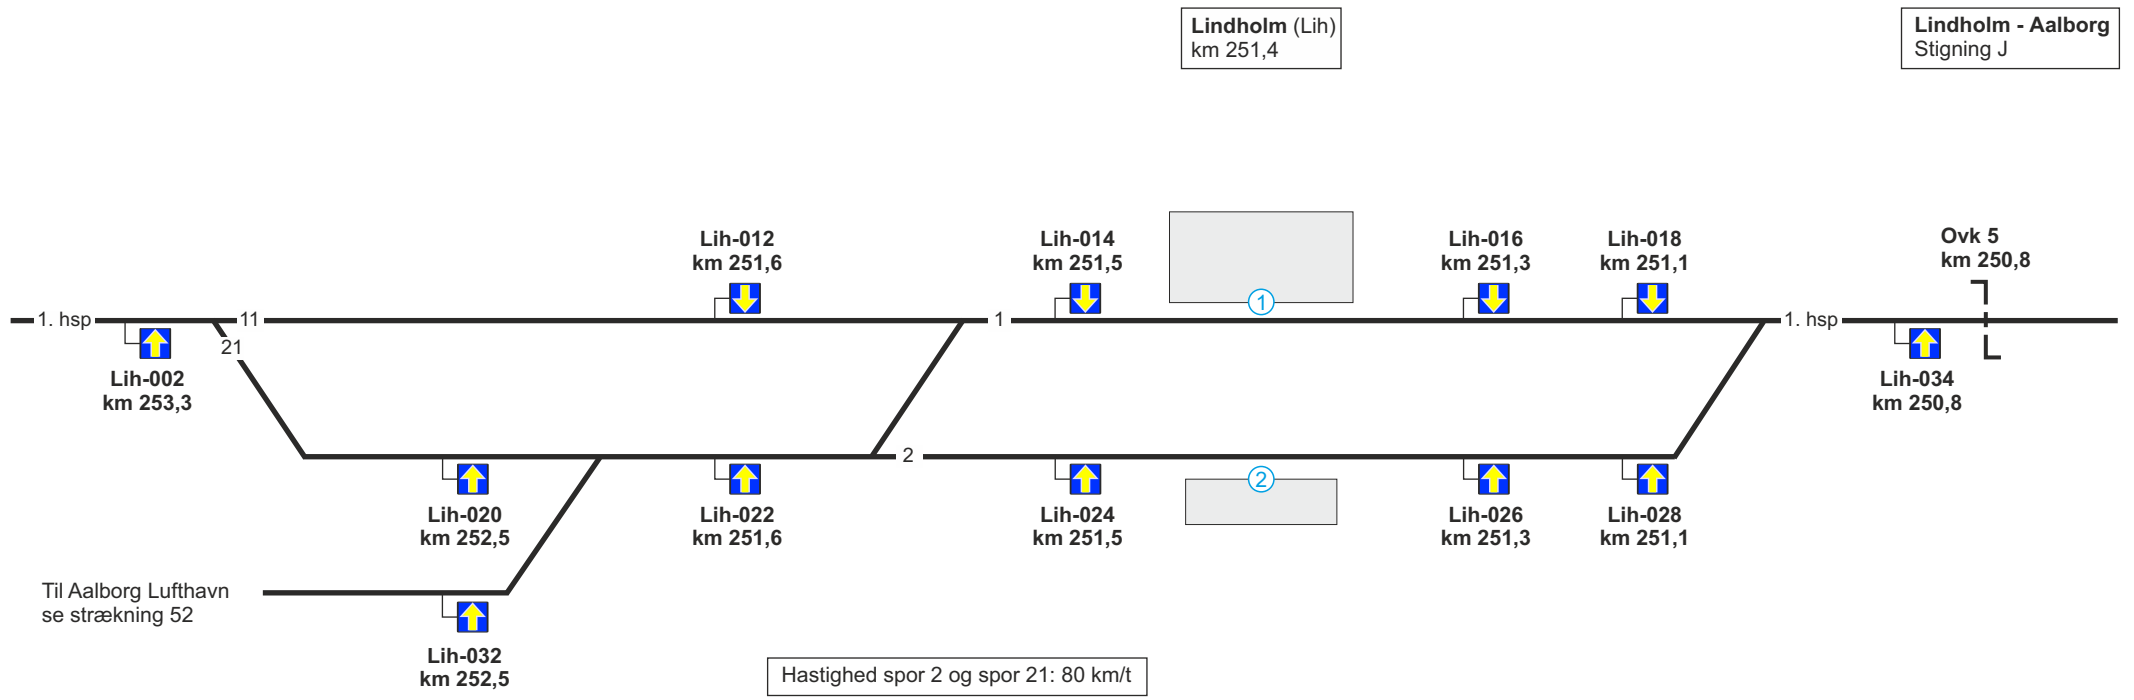 Lindholm (Lih)
km 251,4
Lindholm - Aalborg
Stigning J
Lih-012
km 251,6
Lih-014
km 251,5
1
Lih-016
km 251,3
Lih-018
km 251,1
Ovk 5
km 250,8
1. hsp
11
1
1. hsp
21
Lih-002
km 253,3
Lih-034
km 250,8
2
2
Lih-020
km 252,5
Lih-022
km 251,6
Lih-024
km 251,5
Lih-026
km 251,3
Lih-028
km 251,1
Til Aalborg Lufthavn
se strækning 52
Lih-032
km 252,5
Hastighed spor 2 og spor 21: 80 km/t